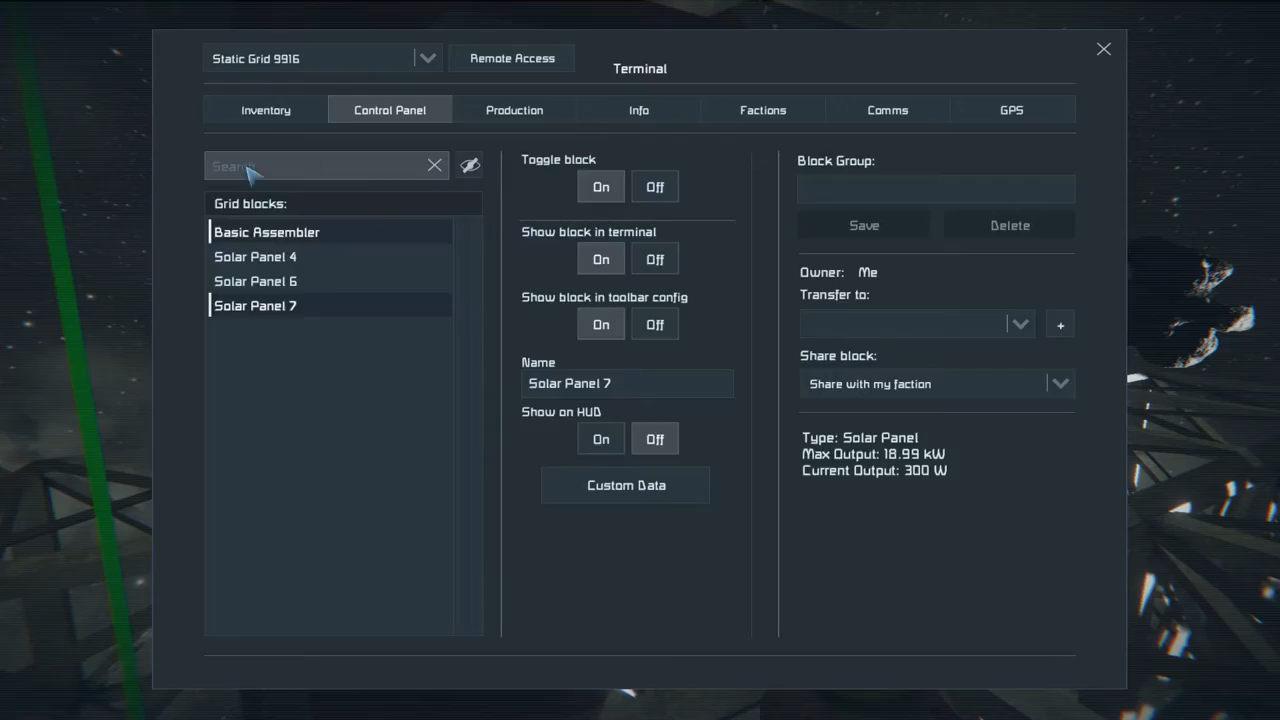 Static Grid 9916
Remote Access
Terminal
Inventory
Control Panel
Production
Info
Factions
Comms
GPS
Search
Grid blocks:
Basic Assembler
Solar Panel 4
Solar Panel 6
Solar Panel 7
Toggle block
On
Off
Show block in terminal
On
Off
Show block in toolbar config
On
Off
Name
Solar Panel 7
Show on HUD
On
Off
Custom Data
Block Group:
Save
Delete
Owner: Me
Transfer to:
+
Share block:
Share with my faction
Type: Solar Panel
Max Output: 18.99 kW
Current Output: 300 W